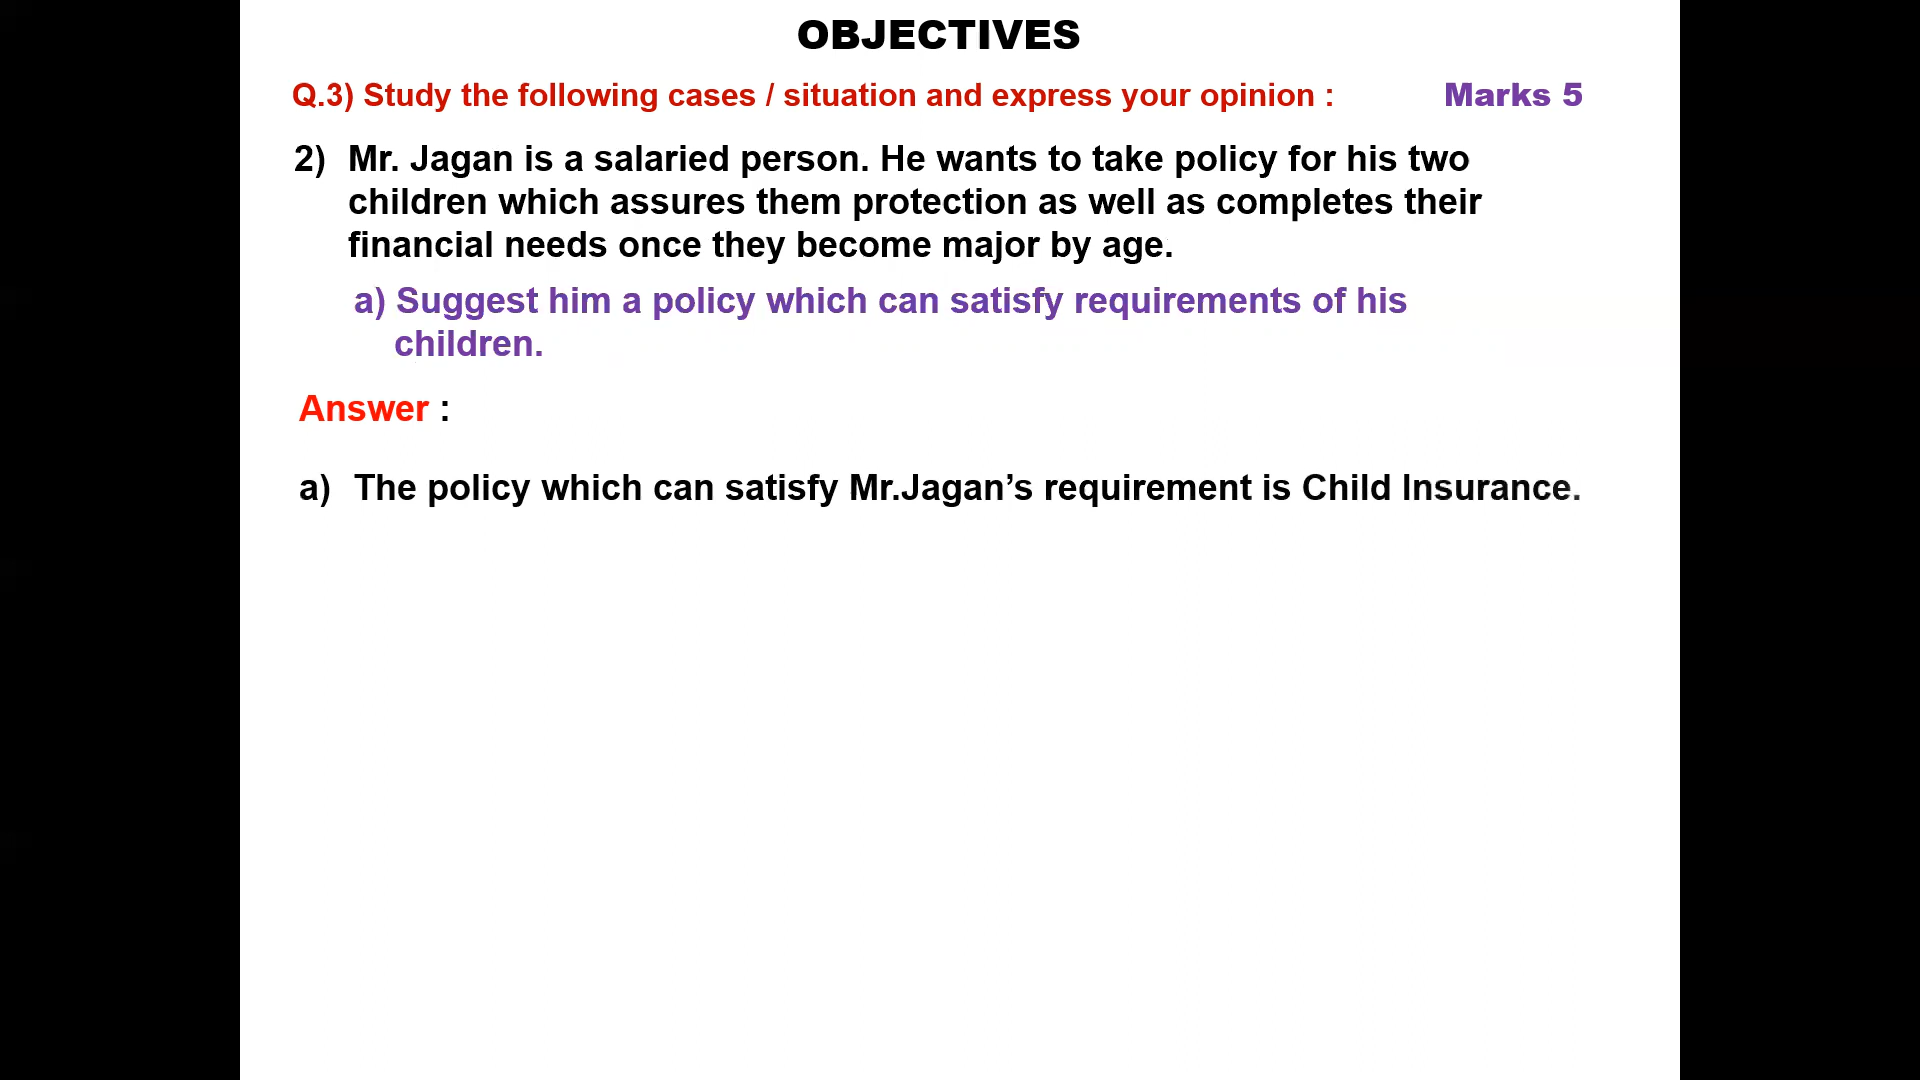 OBJECTIVES
Q.3) Study the following cases / situation and express your opinion : Marks 5
2) Mr. Jagan is a salaried person. He wants to take policy for his two
children which assures them protection as well as completes their
financial needs once they become major by age.
a) Suggest him a policy which can satisfy requirements of his
children.
Answer :
a) The policy which can satisfy Mr.Jagan’s requirement is Child Insurance.